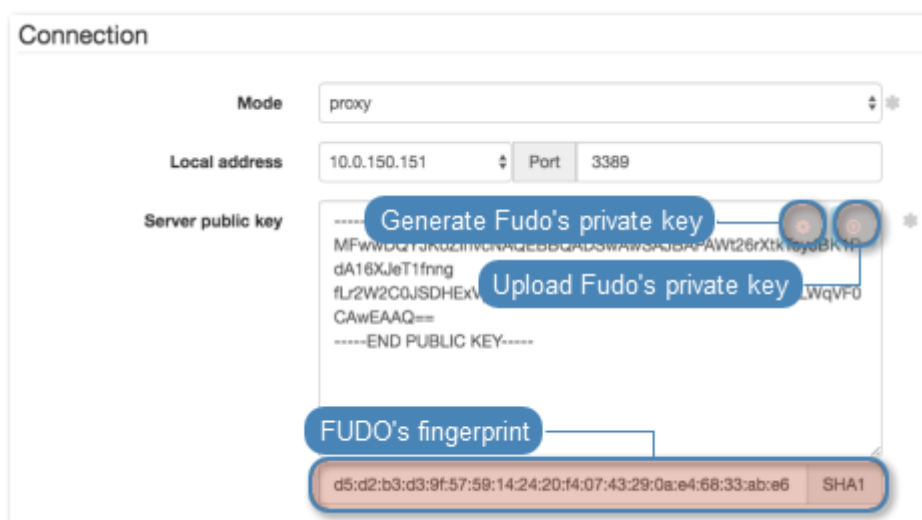 Connection
Mode
proxy
Local address
10.0.150.151
Port
3389
Server public key
Generate Fudo's private key
dA16XJeT1fnng
Upload Fudo's private key
CAwEAAQ==
-----END PUBLIC KEY-----
FUDO's fingerprint
d5:d2:b3:d3:9f:57:59:14:24:20:f4:07:43:29:0a:e4:68:33:ab:e6
SHA1